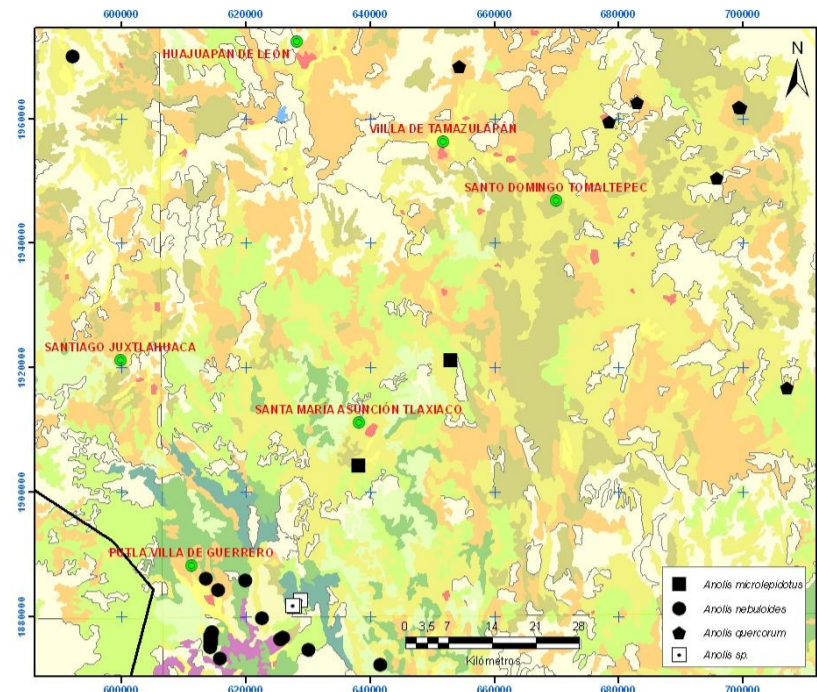 600000 620000 640000 660000 680000 700000
N
HUAJUAPAN DE LEÓN
1960000
VIILLA DE TAMAZULAPAN
SANTO DOMINGO TOMALTEPEC
1940000
SANTIAGO JUXTLAHUACA
1920000
SANTA MARIA ASUNCIÓN TLAXIACO
1900000
PUTLA VILLA DE GUERRERO
1880000
0 3.5 7 14 21 28
Kilómetros
Anolis microlepidotus
Anolis nebuloides
Anolis quercorum
Anolis sp.
600000 620000 640000 660000 680000 700000